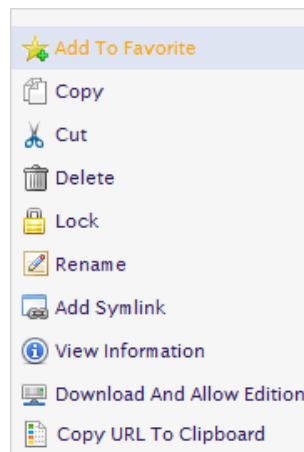 Add To Favorite
Copy
Cut
Delete
Lock
Rename
Add Symlink
View Information
Download And Allow Edition
Copy URL To Clipboard